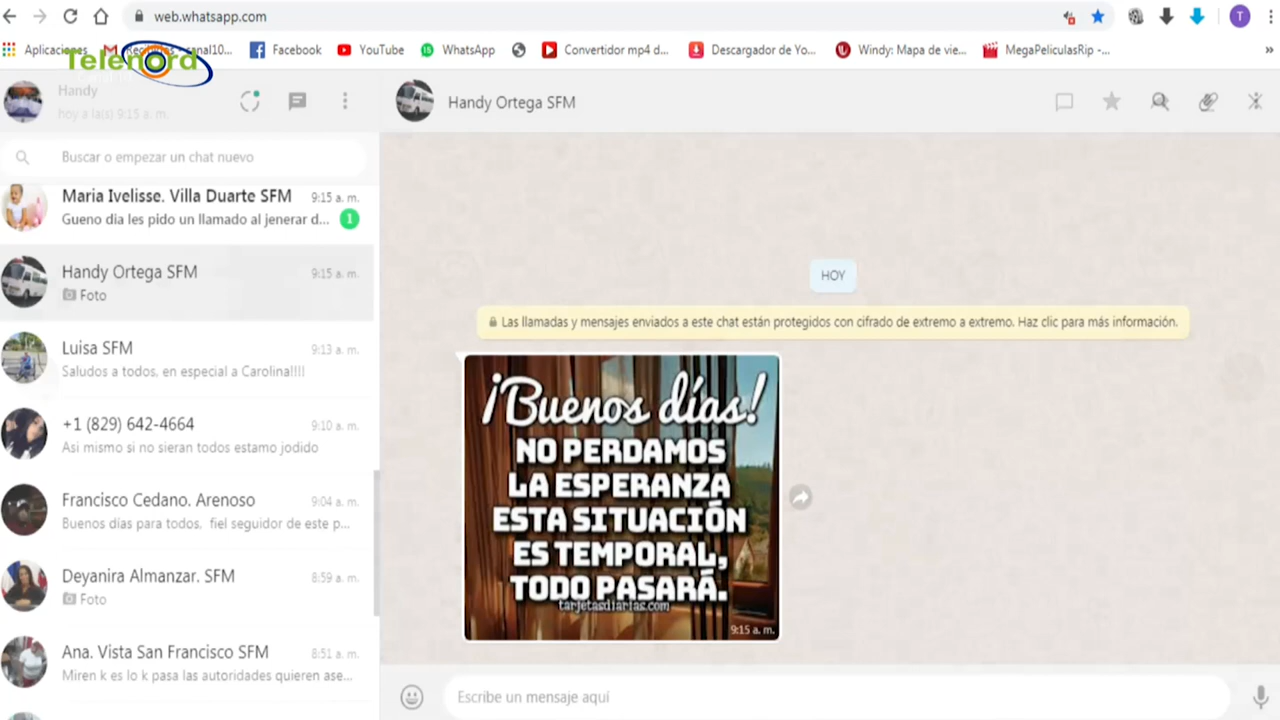 web.whatsapp.com
T
Aplicaciones
Facebook
YouTube
WhatsApp
Convertidor mp4 d...
Descargador de Yo...
Windy: Mapa de vie...
MegaPeliculasRip -...
»
Telenord
Handy
hoy a la(s) 9:15 a. m.
Buscar o empezar un chat nuevo
Maria Ivelisse. Villa Duarte SFM 9:15 a. m.
Gueno dia les pido un llamado al jenerar d... 1
Handy Ortega SFM 9:15 a. m.
Foto
Luisa SFM 9:13 a. m.
Saludos a todos, en especial a Carolina!!!!
+1 (829) 642-4664 9:10 a. m.
Asi mismo si no sieran todos estamo jodido
Francisco Cedano. Arenoso 9:04 a. m.
Buenos días para todos, fiel seguidor de este p...
Deyanira Almanzar. SFM 8:59 a. m.
Foto
Ana. Vista San Francisco SFM 8:51 a. m.
Miren k es lo k pasa las autoridades quieren ase...
Handy Ortega SFM
HOY
Las llamadas y mensajes enviados a este chat están protegidos con cifrado de extremo a extremo. Haz clic para más información.
¡Buenos días!
NO PERDAMOS
LA ESPERANZA
ESTA SITUACIÓN
ES TEMPORAL,
TODO PASARÁ.
tarjetasdiarias.com
9:15 a. m.
Escribe un mensaje aquí